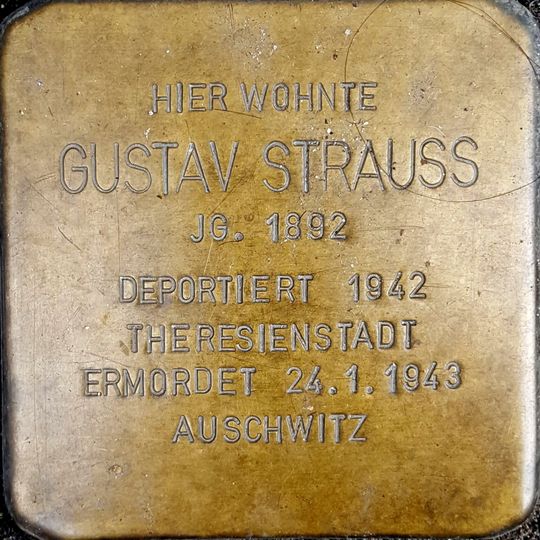 HIER WOHNTE
GUSTAV STRAUSS
JG. 1892
DEPORTIERT 1942
THERESIENSTADT
ERMORDET 24.1.1943
AUSCHWITZ